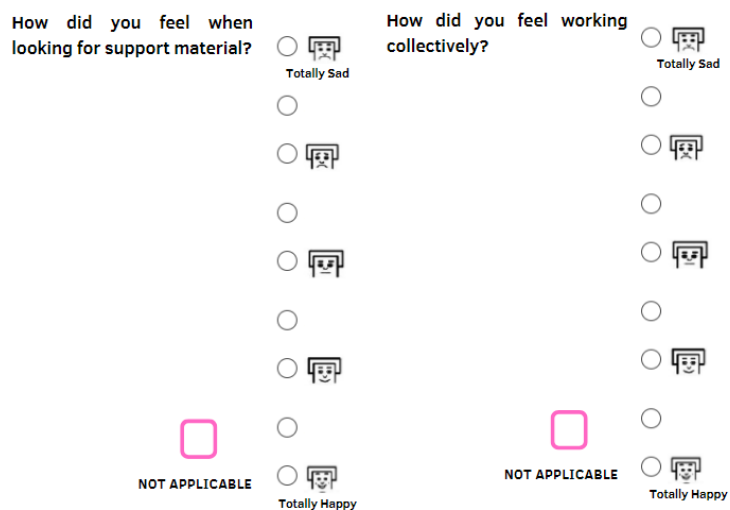 How did you feel when
looking for support material?
Totally Sad
NOT APPLICABLE
Totally Happy
How did you feel working
collectively?
Totally Sad
NOT APPLICABLE
Totally Happy